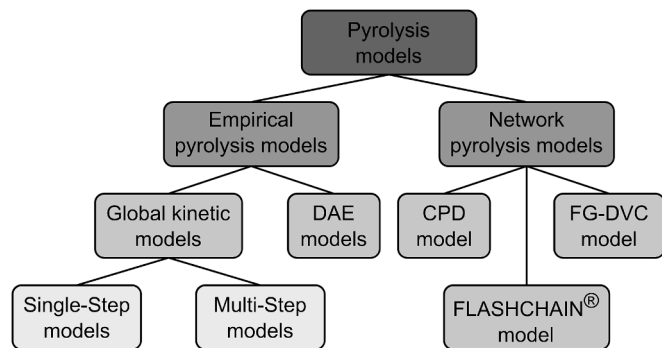 Pyrolysis
models
Empirical
pyrolysis models
Network
pyrolysis models
Global kinetic
models
DAE
models
CPD
model
FG-DVC
model
Single-Step
models
Multi-Step
models
FLASHCHAIN®
model